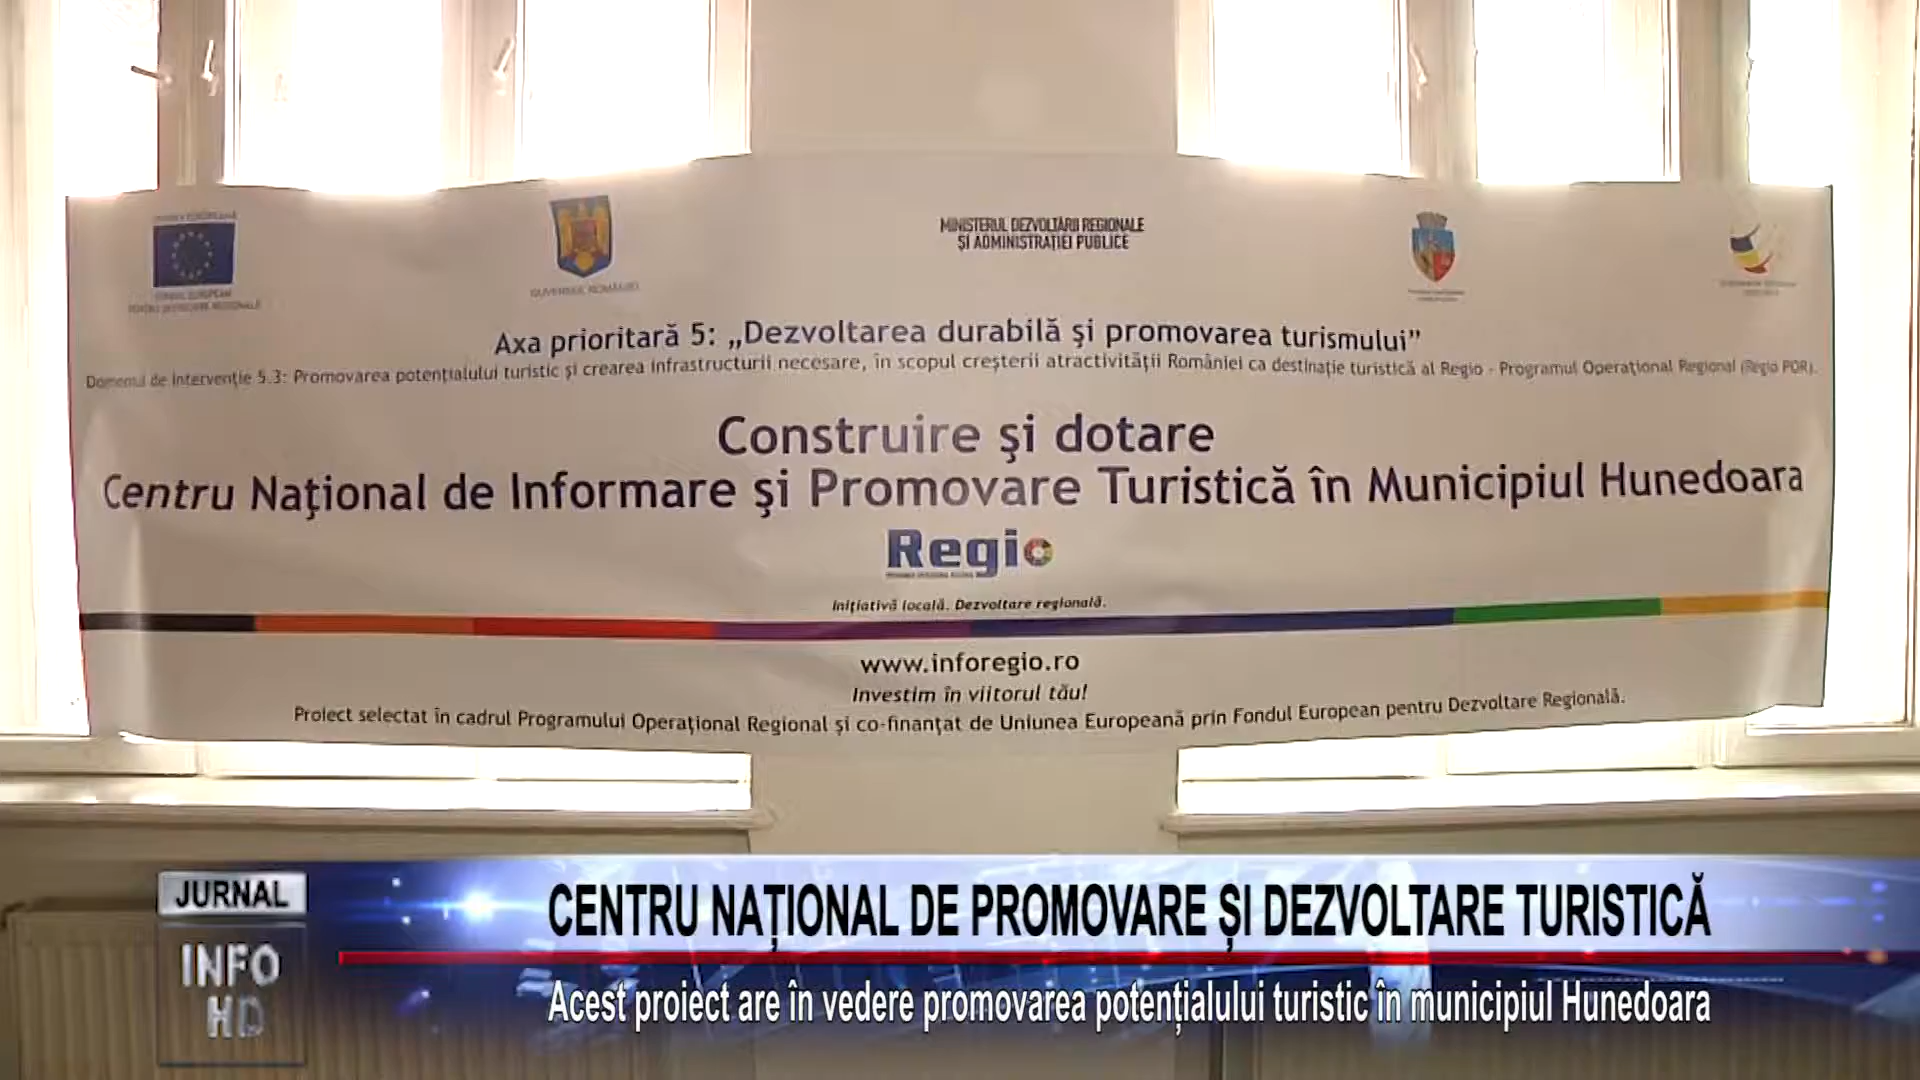 MINISTERUL DEZVOLTĂRII REGIONALE
ȘI ADMINISTRAȚIEI PUBLICE
GUVERNUL ROMÂNIEI
Axa prioritară 5: „Dezvoltarea durabilă şi promovarea turismului”
Domeniul de intervenţie 5.3: Promovarea potenţialului turistic şi crearea infrastructurii necesare, în scopul creşterii atractivităţii României ca destinaţie turistică al Regio - Programul Operaţional Regional (Regio POR).
Construire şi dotare
Centru Naţional de Informare şi Promovare Turistică în Municipiul Hunedoara
Regio
Iniţiativă locală. Dezvoltare regională.
www.inforegio.ro
Investim în viitorul tău!
Proiect selectat în cadrul Programului Operaţional Regional şi co-finanţat de Uniunea Europeană prin Fondul European pentru Dezvoltare Regională.
JURNAL
INFO
HD
CENTRU NAȚIONAL DE PROMOVARE ȘI DEZVOLTARE TURISTICĂ
Acest proiect are în vedere promovarea potențialului turistic în municipiul Hunedoara